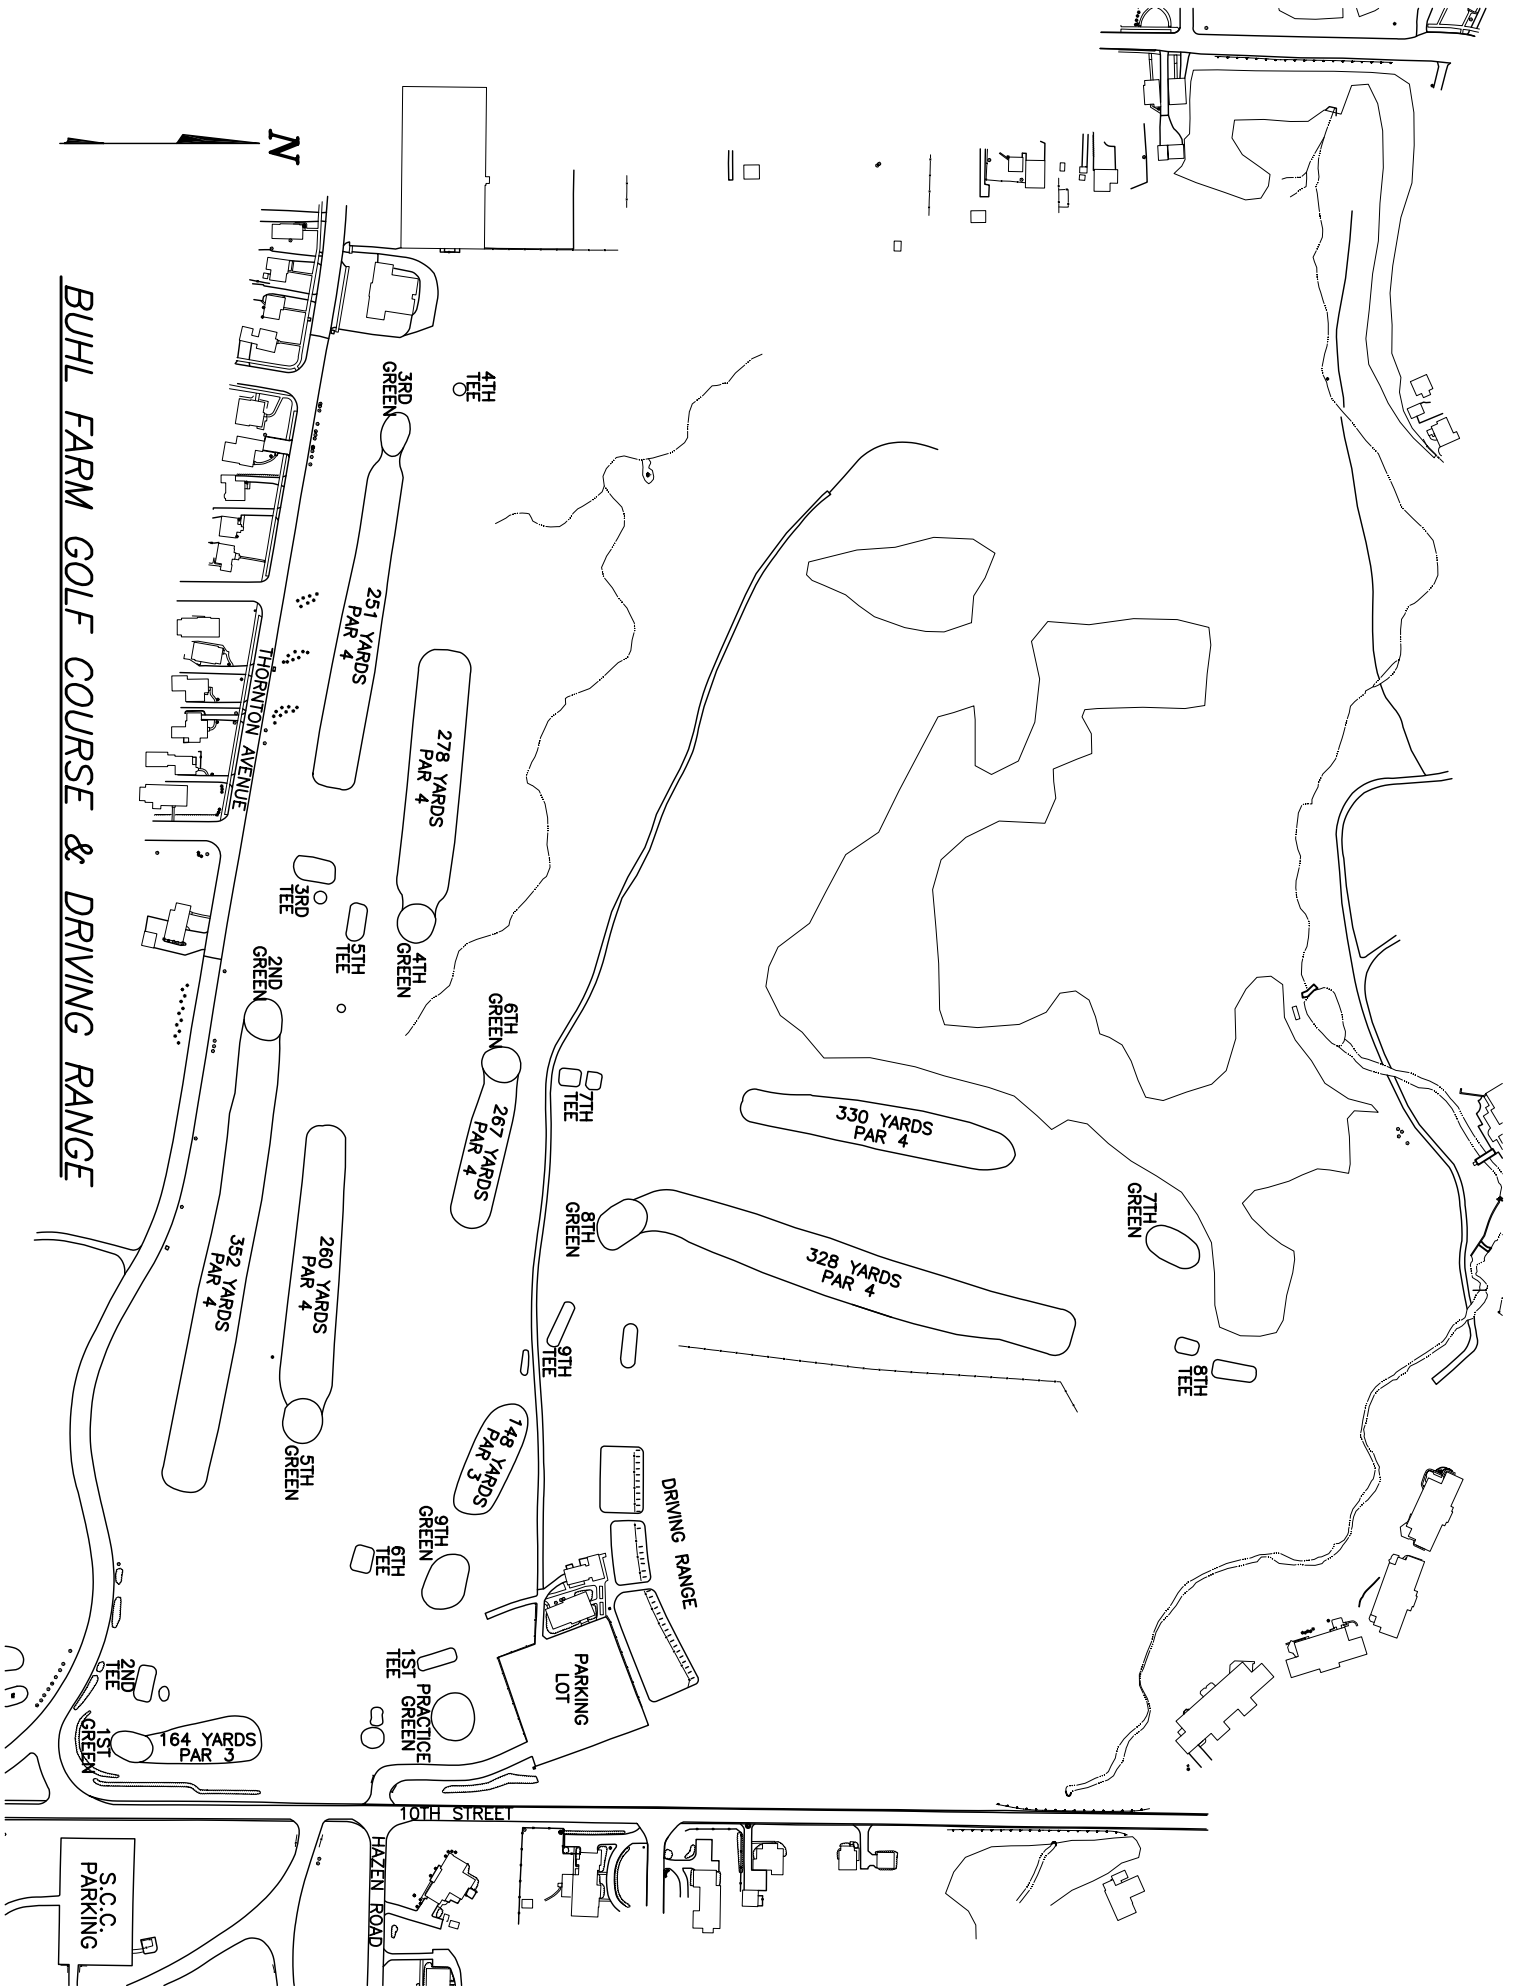 N
BUHL FARM GOLF COURSE & DRIVING RANGE
4TH
TEE
3RD
GREEN
251 YARDS
PAR 4
278 YARDS
PAR 4
THORNTON AVENUE
3RD
TEE
5TH
TEE
4TH
GREEN
2ND
GREEN
6TH
GREEN
7TH
TEE
267 YARDS
PAR 4
330 YARDS
PAR 4
7TH
GREEN
8TH
GREEN
328 YARDS
PAR 4
352 YARDS
PAR 4
260 YARDS
PAR 4
9TH
TEE
8TH
TEE
148 YARDS
PAR 3
5TH
GREEN
9TH
GREEN
6TH
TEE
DRIVING RANGE
1ST
TEE
PARKING
LOT
2ND
TEE
PRACTICE
GREEN
1ST
GREEN
164 YARDS
PAR 3
10TH STREET
HAZEN ROAD
S.C.C.
PARKING